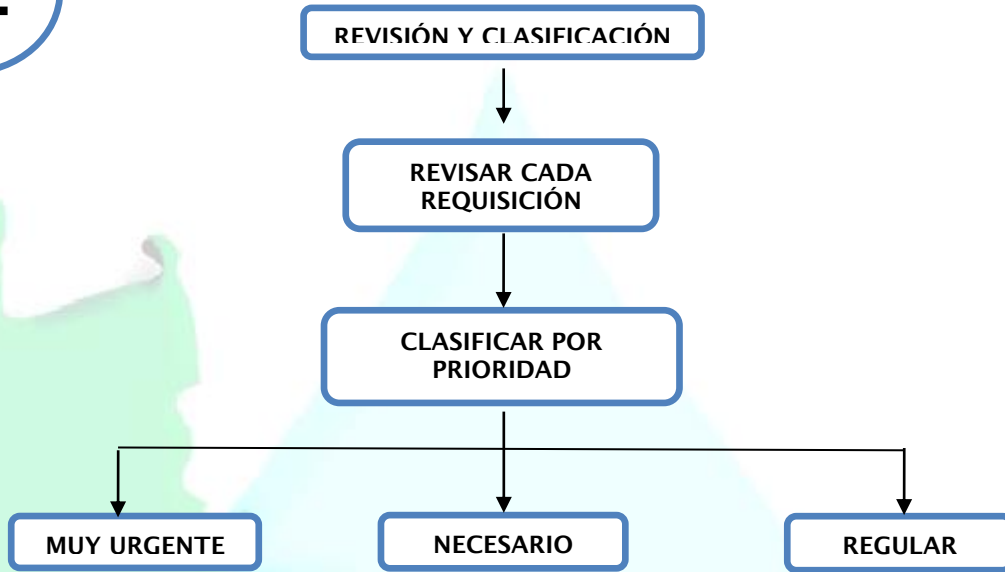 REVISIÓN Y CLASIFICACIÓN
REVISAR CADA
REQUISICIÓN
CLASIFICAR POR
PRIORIDAD
MUY URGENTE
NECESARIO
REGULAR